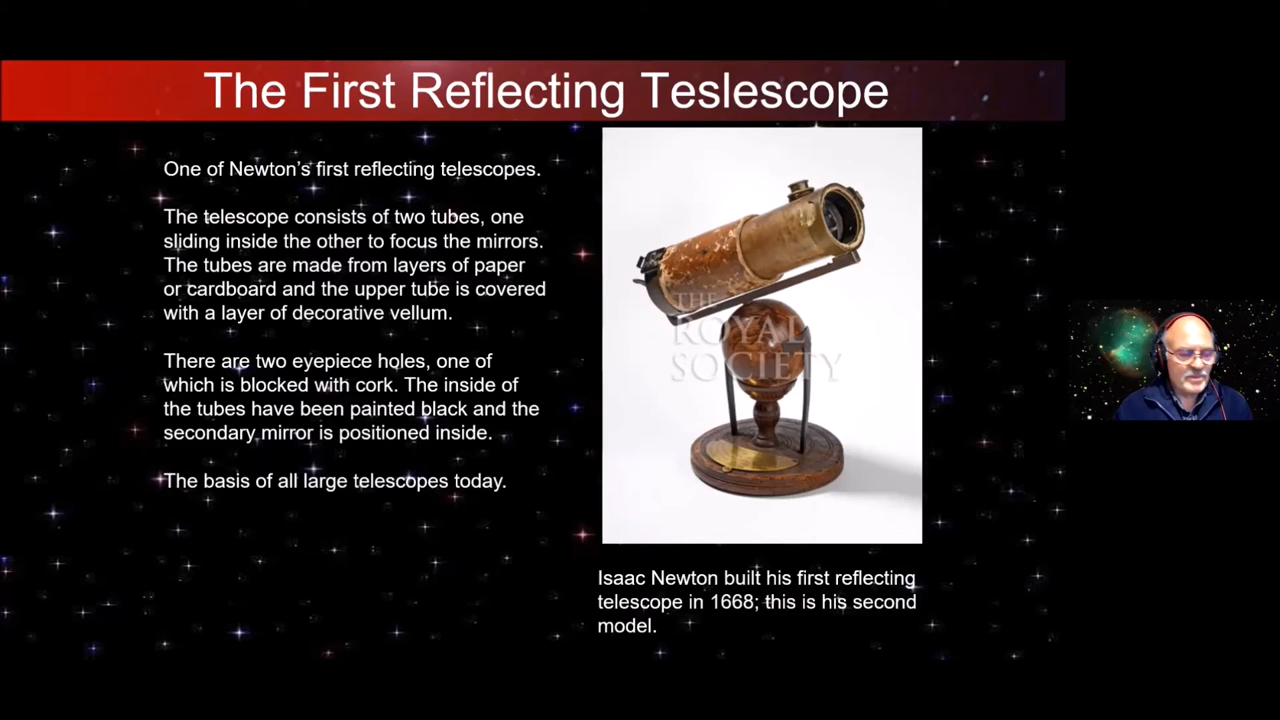 The First Reflecting Teslescope
One of Newton's first reflecting telescopes.
The telescope consists of two tubes, one
sliding inside the other to focus the mirrors.
The tubes are made from layers of paper
or cardboard and the upper tube is covered
with a layer of decorative vellum.
There are two eyepiece holes, one of
which is blocked with cork. The inside of
the tubes have been painted black and the
secondary mirror is positioned inside.
The basis of all large telescopes today.
THE
ROYAL
SOCIETY
Isaac Newton built his first reflecting
telescope in 1668; this is his second
model.